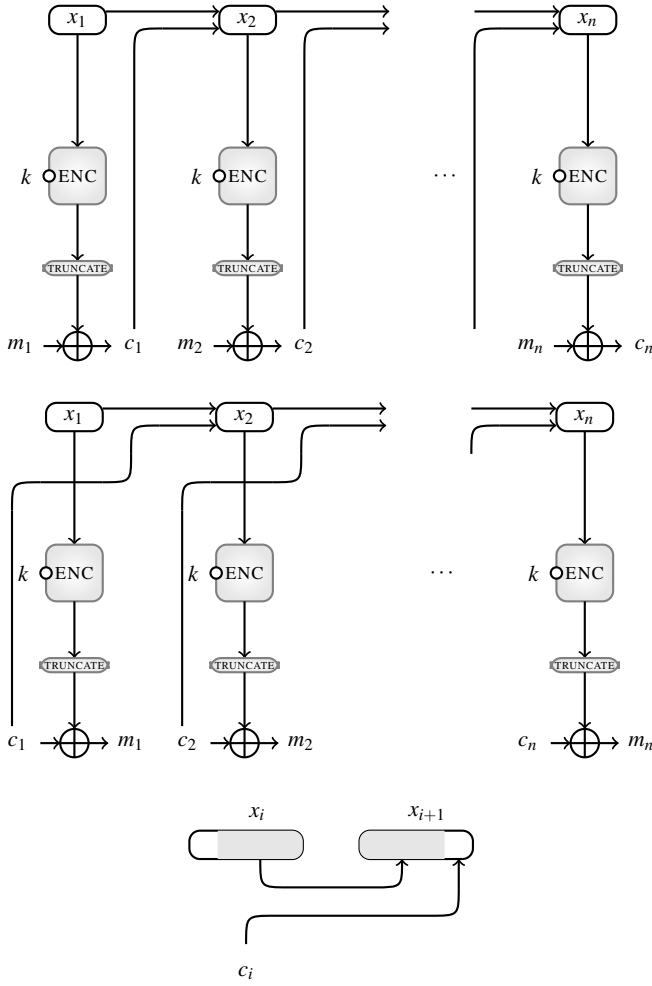 x₁ x₂ xₙ
k ENC k ENC ··· k ENC
TRUNCATE TRUNCATE TRUNCATE
m₁ c₁ m₂ c₂ mₙ cₙ
x₁ x₂ xₙ
k ENC k ENC ··· k ENC
TRUNCATE TRUNCATE TRUNCATE
c₁ m₁ c₂ m₂ cₙ mₙ
xᵢ xᵢ₊₁
cᵢ